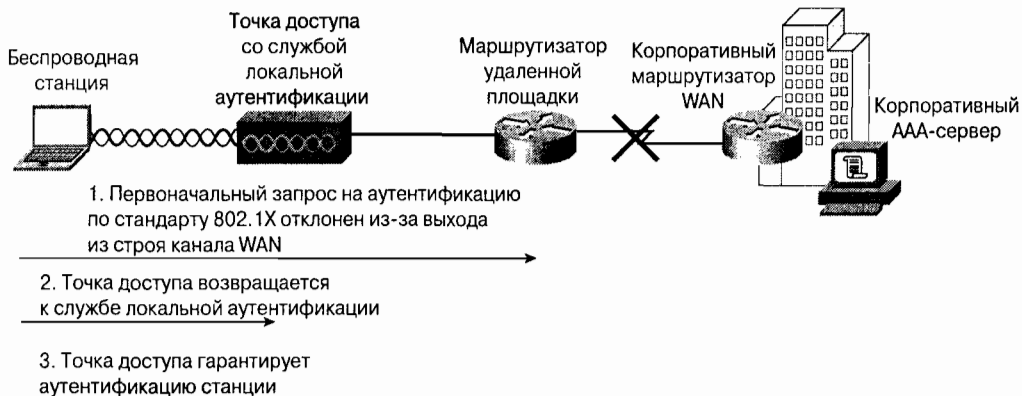 Беспроводная
станция
Точка доступа
со службой
локальной
аутентификации
Маршрутизатор
удаленной
площадки
Корпоративный
маршрутизатор
WAN
Корпоративный
ААА-сервер
1. Первоначальный запрос на аутентификацию
по стандарту 802.1X отклонен из-за выхода
из строя канала WAN
2. Точка доступа возвращается
к службе локальной аутентификации
3. Точка доступа гарантирует
аутентификацию станции